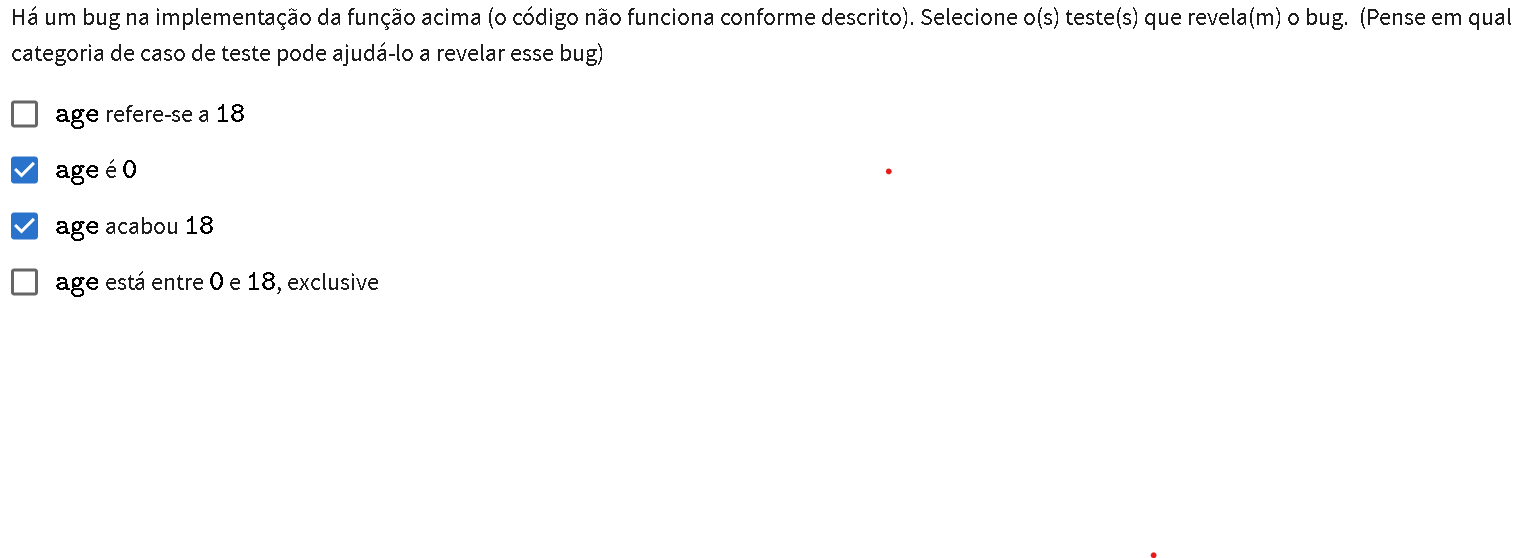 Há um bug na implementação da função acima (o código não funciona conforme descrito). Selecione o(s) teste(s) que revela(m) o bug.  (Pense em qual
categoria de caso de teste pode ajudá-lo a revelar esse bug)
age refere-se a 18
age é 0
age acabou 18
age está entre 0 e 18, exclusive